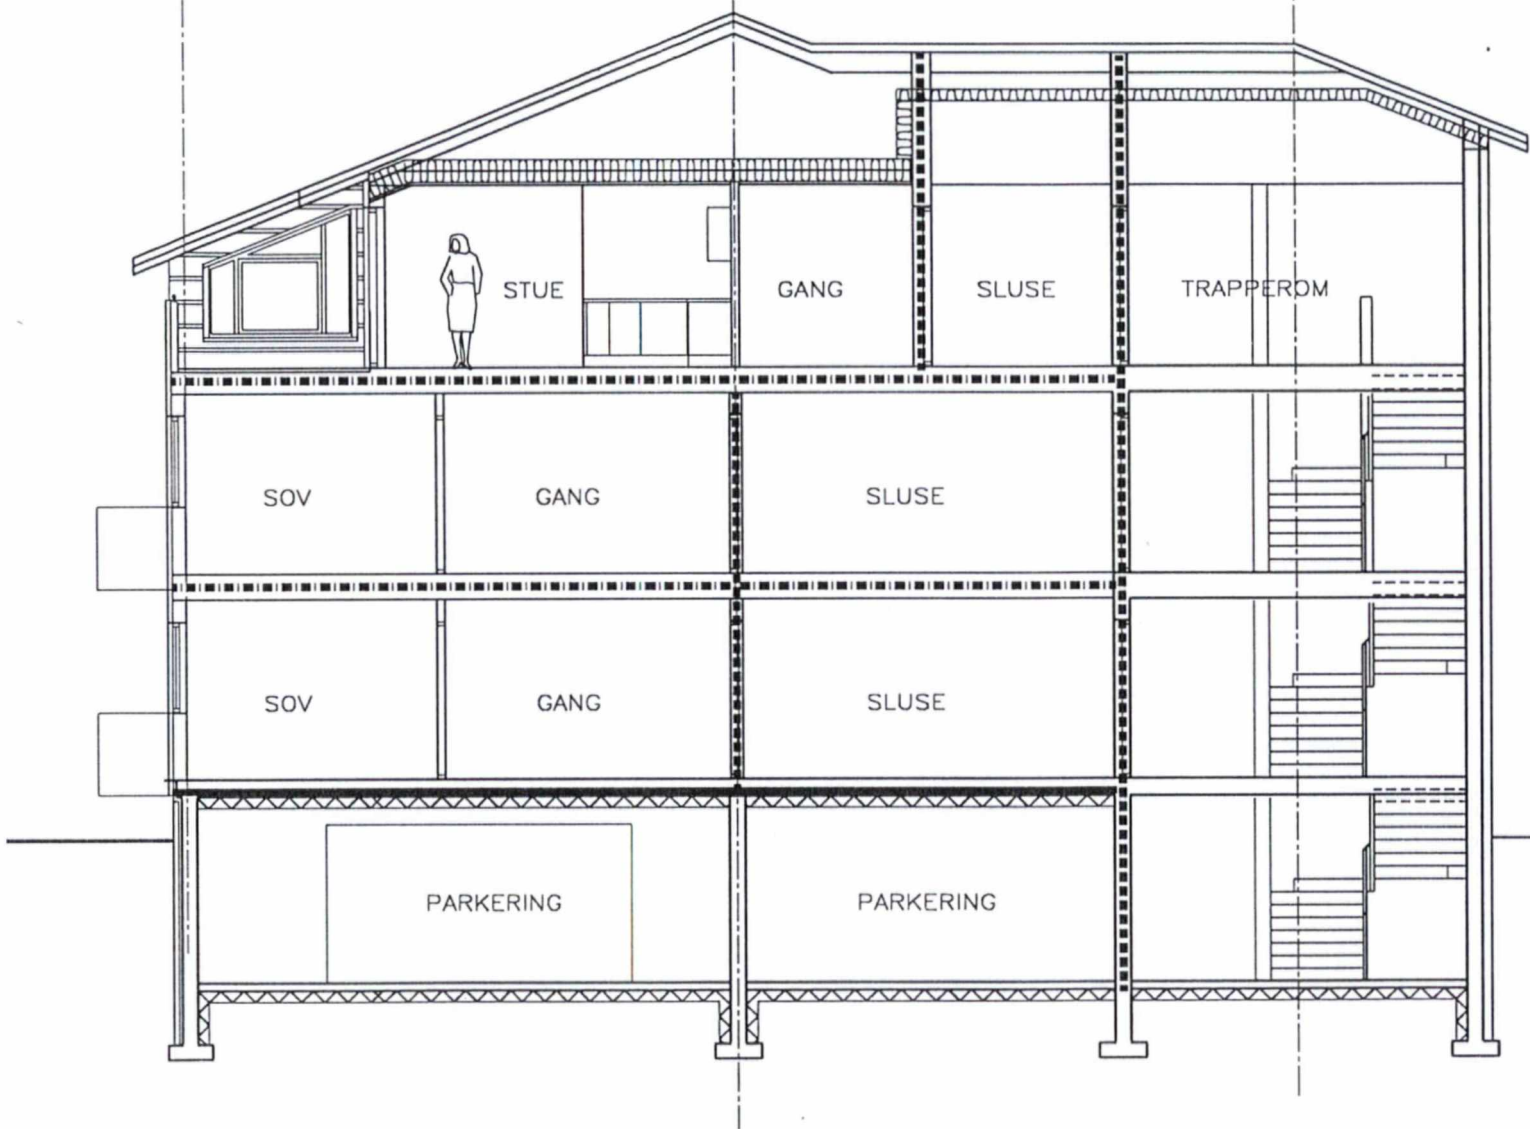 STUE GANG SLUSE TRAPPEROM
SOV GANG SLUSE
SOV GANG SLUSE
PARKERING PARKERING